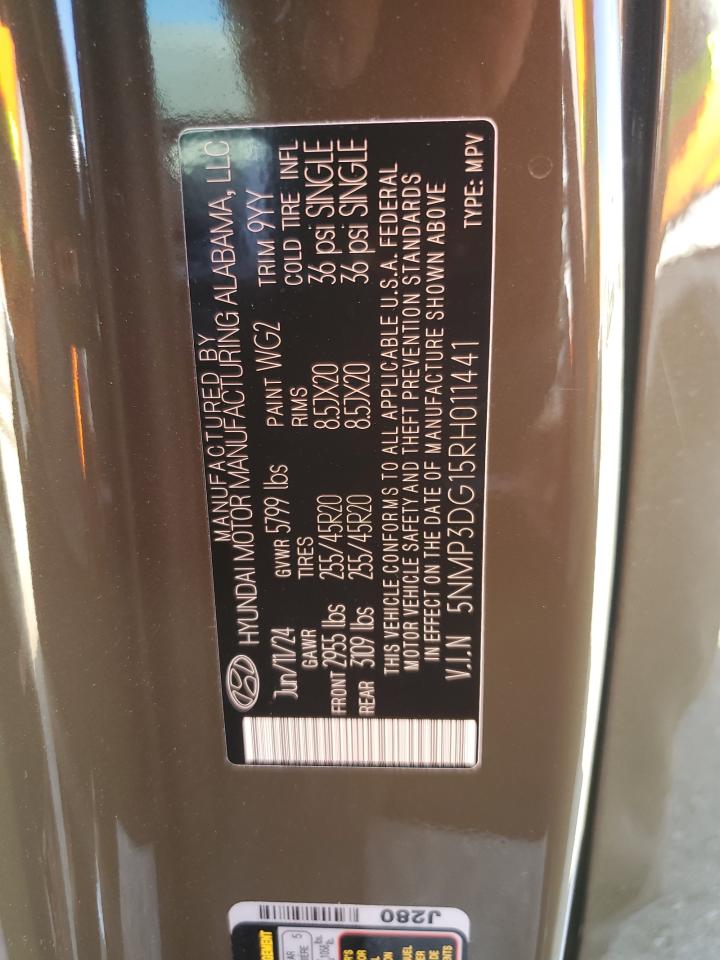 MANUFACTURED BY
HYUNDAI MOTOR MANUFACTURING ALABAMA, LLC
Jun/11/24 GVWR 5799 lbs PAINT WG2 TRIM 9YY
GAWR TIRES RIMS COLD TIRE INFL
FRONT 2955 lbs 255/45R20 8.5JX20 36 psi SINGLE
REAR 3109 lbs 255/45R20 8.5JX20 36 psi SINGLE
THIS VEHICLE CONFORMS TO ALL APPLICABLE U.S.A. FEDERAL
MOTOR VEHICLE SAFETY AND THEFT PREVENTION STANDARDS
IN EFFECT ON THE DATE OF MANUFACTURE SHOWN ABOVE
V.I.N 5NMP3DG15RH011441 TYPE: MPV
J280